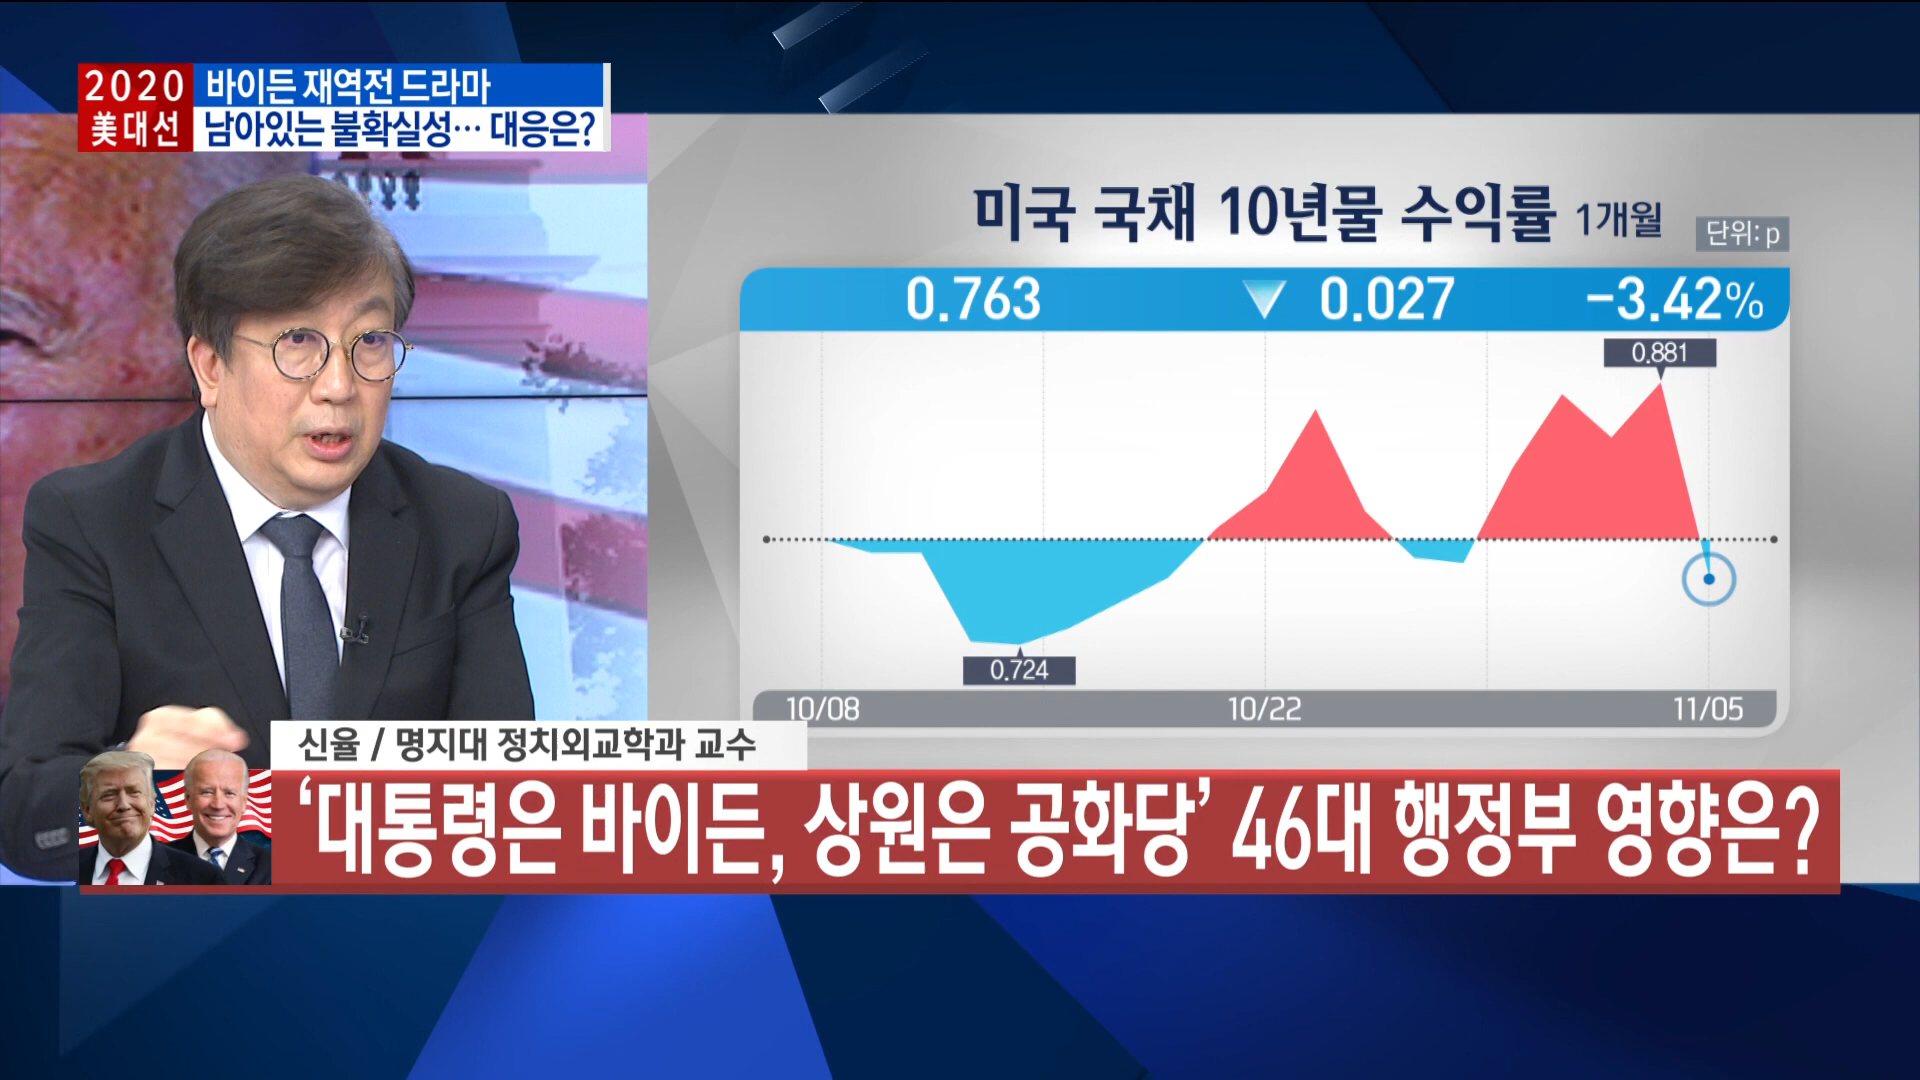 2020
美대선
바이든 재역전 드라마
남아있는 불확실성… 대응은?
미국 국채 10년물 수익률 1개월
단위: p
0.763 ▼ 0.027 -3.42%
0.881
0.724
10/08 10/22 11/05
신율 / 명지대 정치외교학과 교수
‘대통령은 바이든, 상원은 공화당’ 46대 행정부 영향은?